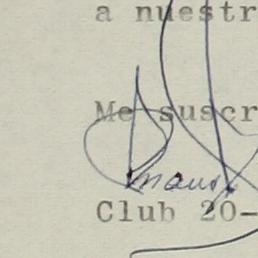 a nuestr
Me suscr
Club 20-